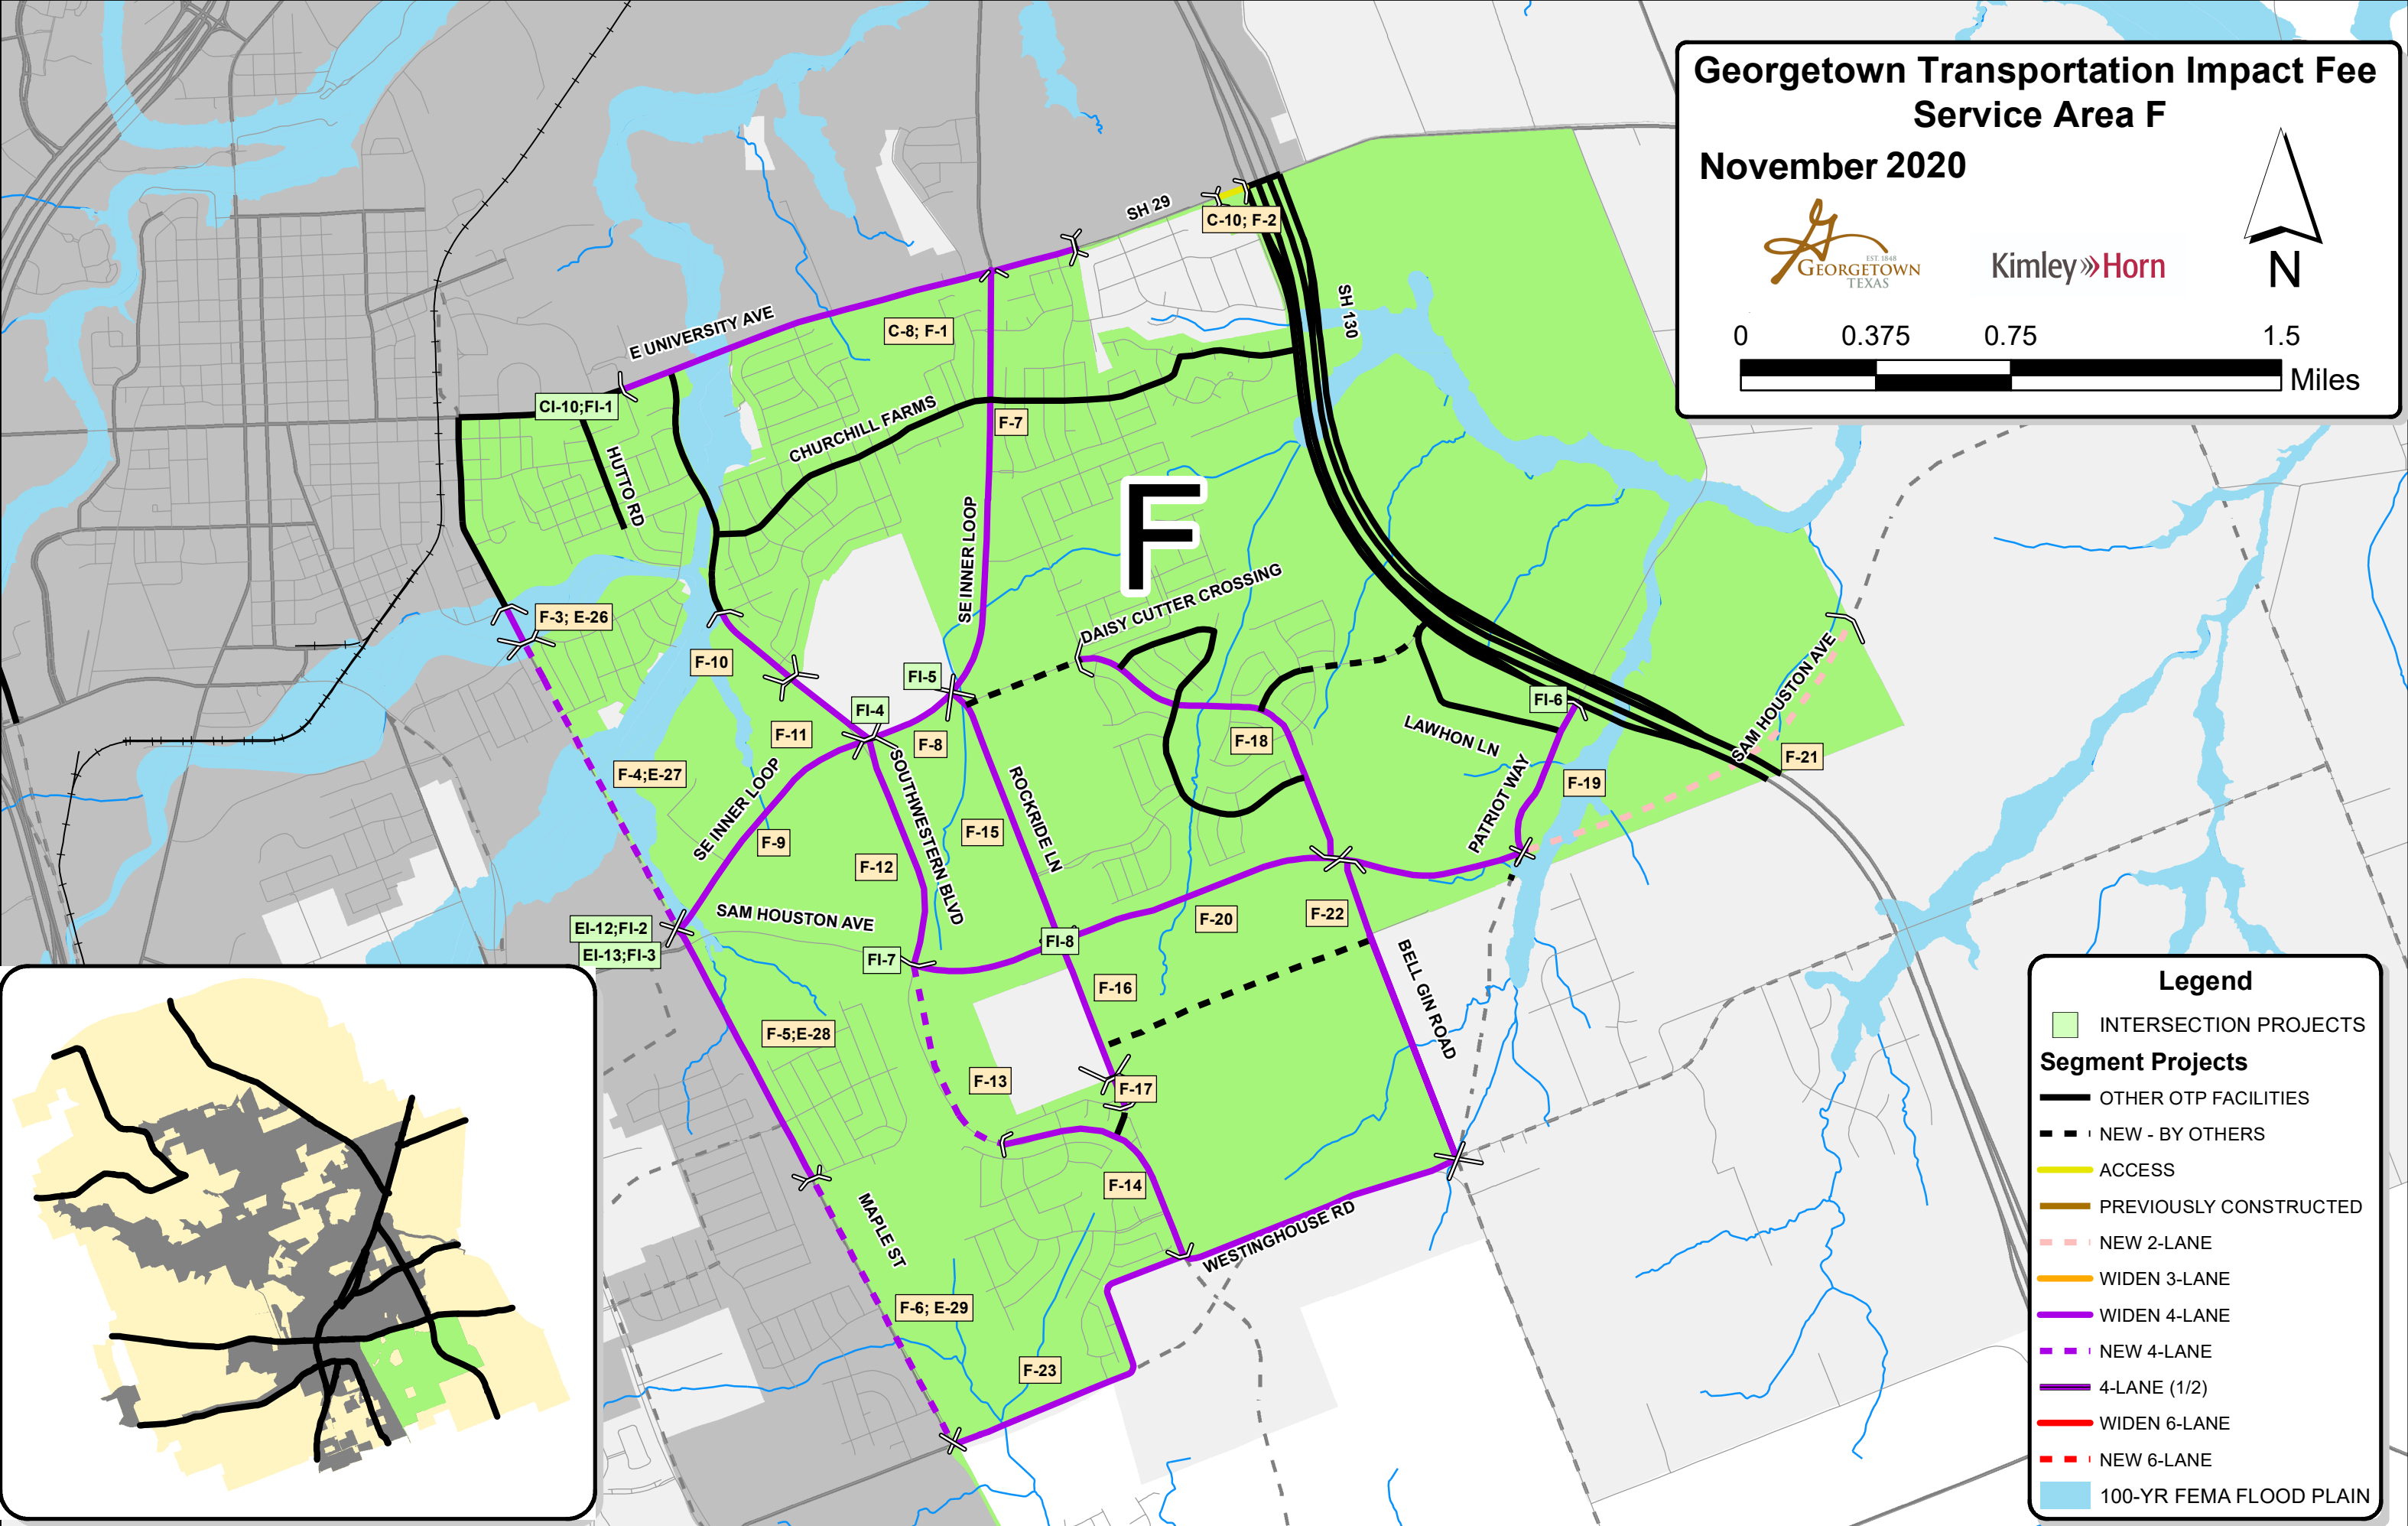 Georgetown Transportation Impact Fee
Service Area F
November 2020
GEORGETOWN
EST. 1848
TEXAS
Kimley»Horn
N
0 0.375 0.75 1.5
Miles
SH 29
C-10; F-2
SH 130
E UNIVERSITY AVE
C-8; F-1
CI-10;FI-1
HUTTO RD
CHURCHILL FARMS
F-7
SE INNER LOOP
F
DAISY CUTTER CROSSING
F-3; E-26
F-10
FI-5
FI-4
F-11
F-8
F-18
LAWHON LN
FI-6
SAM HOUSTON AVE
F-21
F-4;E-27
SE INNER LOOP
F-9
F-12
SOUTHWESTERN BLVD
F-15
ROCKRIDE LN
PATRIOT WAY
F-19
EI-12;FI-2
EI-13;FI-3
SAM HOUSTON AVE
FI-7
FI-8
F-20
F-22
BELL GIN ROAD
F-16
F-5;E-28
F-13
F-17
F-14
MAPLE ST
WESTINGHOUSE RD
F-6; E-29
F-23
Legend
INTERSECTION PROJECTS
Segment Projects
OTHER OTP FACILITIES
NEW - BY OTHERS
ACCESS
PREVIOUSLY CONSTRUCTED
NEW 2-LANE
WIDEN 3-LANE
WIDEN 4-LANE
NEW 4-LANE
4-LANE (1/2)
WIDEN 6-LANE
NEW 6-LANE
100-YR FEMA FLOOD PLAIN